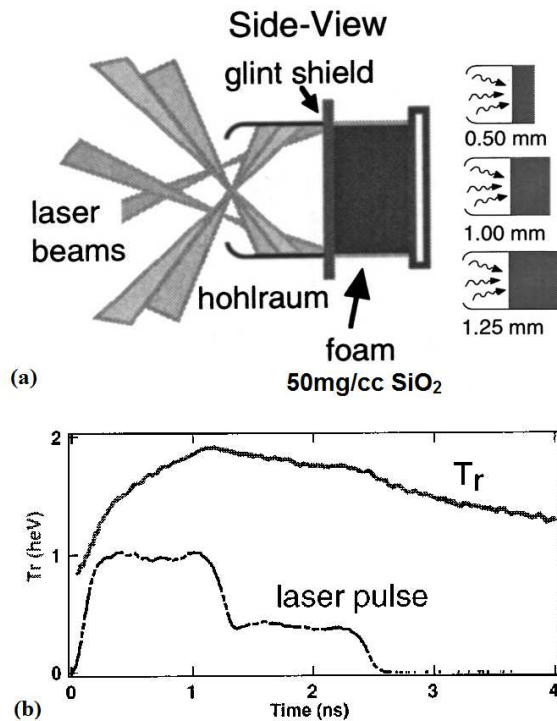 Side-View
glint shield
0.50 mm
laser
beams
1.00 mm
hohlraum
foam
1.25 mm
(a)
50mg/cc SiO₂
2
Tr
Tr (heV)
1
laser pulse
0
0
1
2
3
4
(b)
Time (ns)